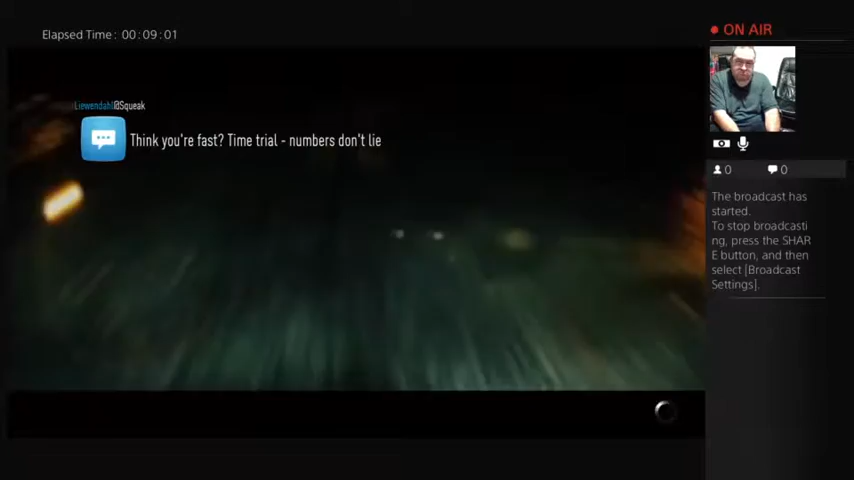 Elapsed Time: 00:09:01
ON AIR
Liewendahl@Squeak
Think you're fast? Time trial - numbers don't lie
0 0
The broadcast has
started.
To stop broadcasti
ng, press the SHAR
E button, and then
select [Broadcast
Settings].